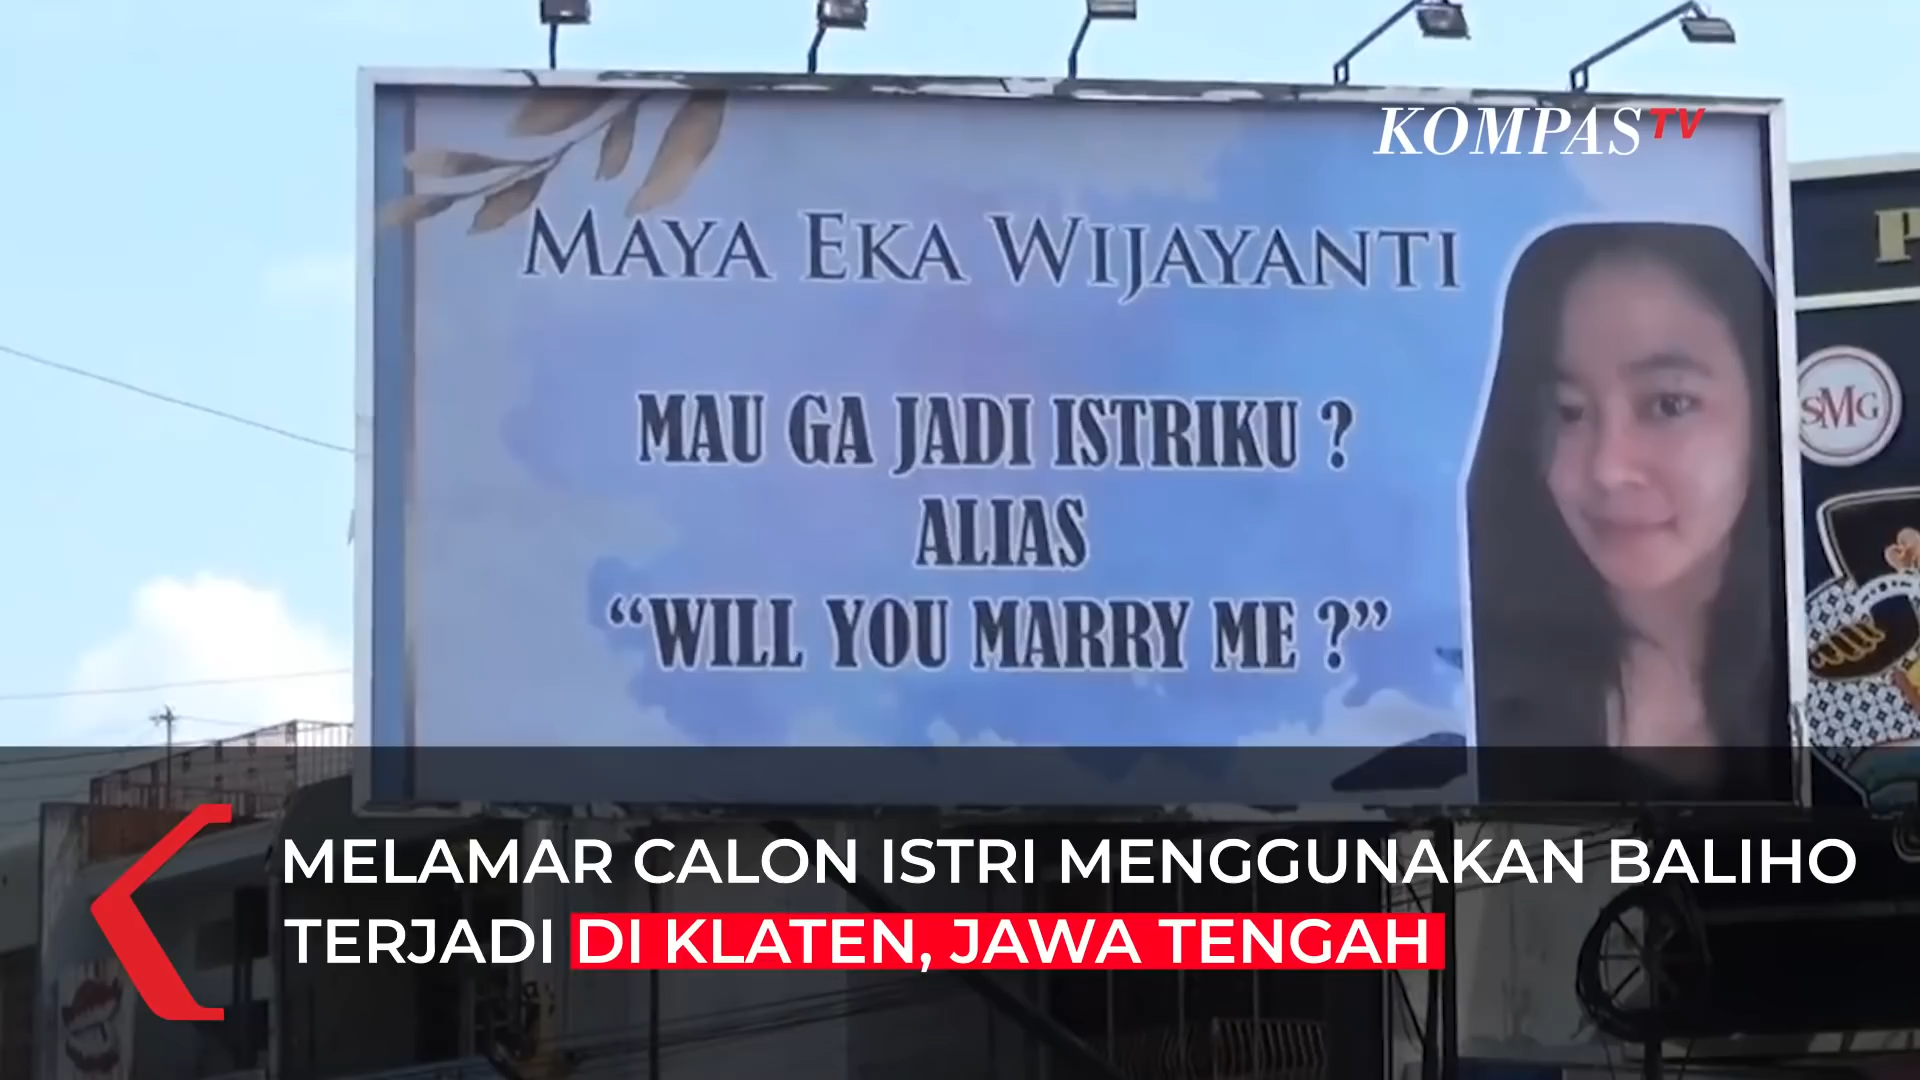 KOMPASTV
MAYA EKA WIJAYANTI
MAU GA JADI ISTRIKU ?
ALIAS
“WILL YOU MARRY ME ?”
P
SMG
MELAMAR CALON ISTRI MENGGUNAKAN BALIHO
TERJADI DI KLATEN, JAWA TENGAH